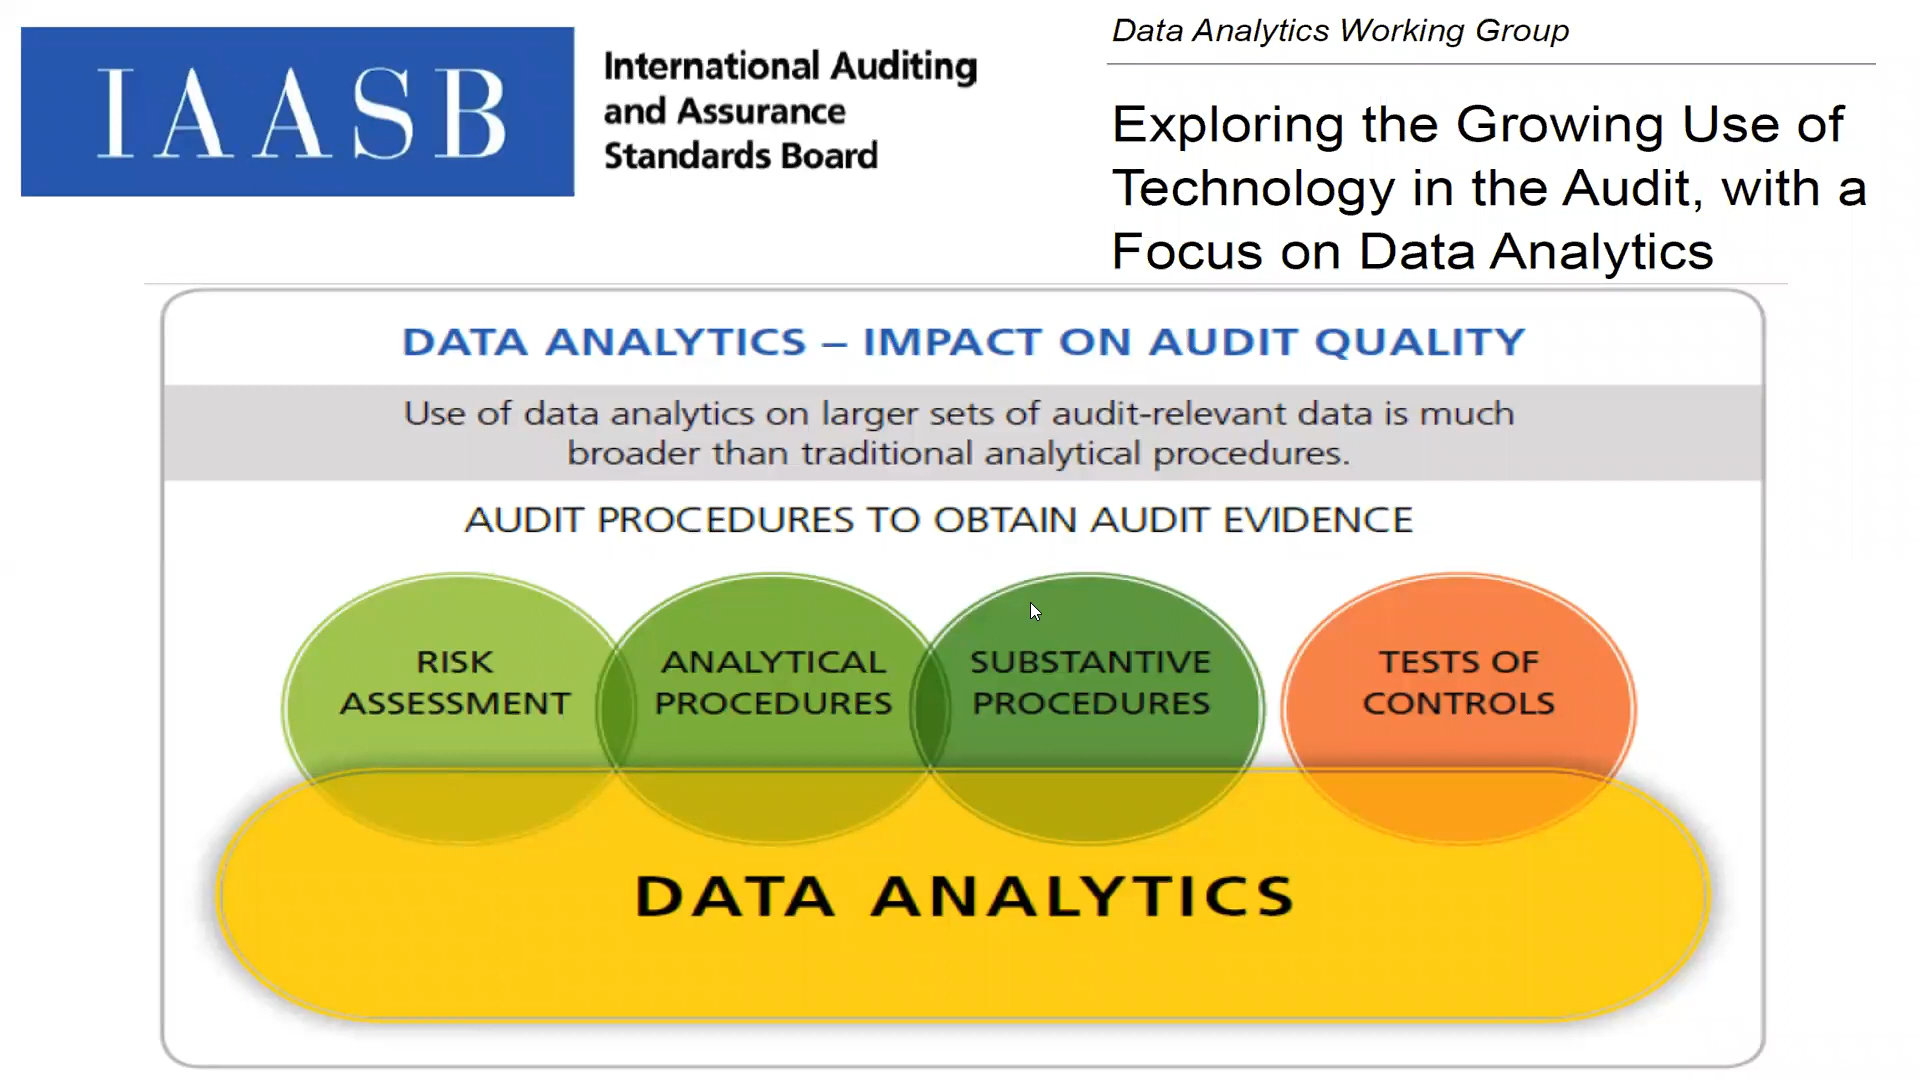 IAASB
International Auditing
and Assurance
Standards Board
Data Analytics Working Group
Exploring the Growing Use of
Technology in the Audit, with a
Focus on Data Analytics
DATA ANALYTICS – IMPACT ON AUDIT QUALITY
Use of data analytics on larger sets of audit-relevant data is much
broader than traditional analytical procedures.
AUDIT PROCEDURES TO OBTAIN AUDIT EVIDENCE
RISK
ASSESSMENT
ANALYTICAL
PROCEDURES
SUBSTANTIVE
PROCEDURES
TESTS OF
CONTROLS
DATA ANALYTICS